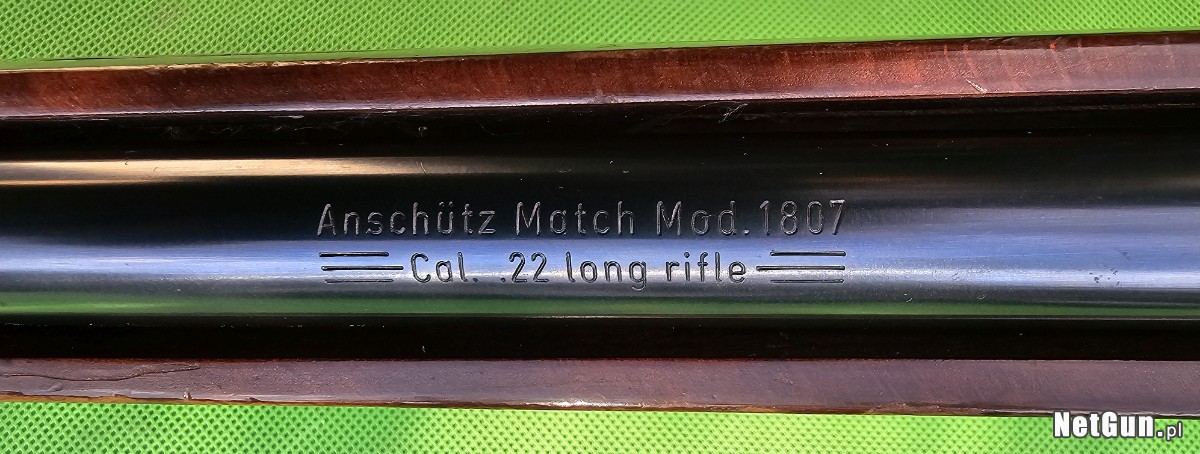 Anschütz Match Mod. 1807
Cal. .22 long rifle
NetGun.pl